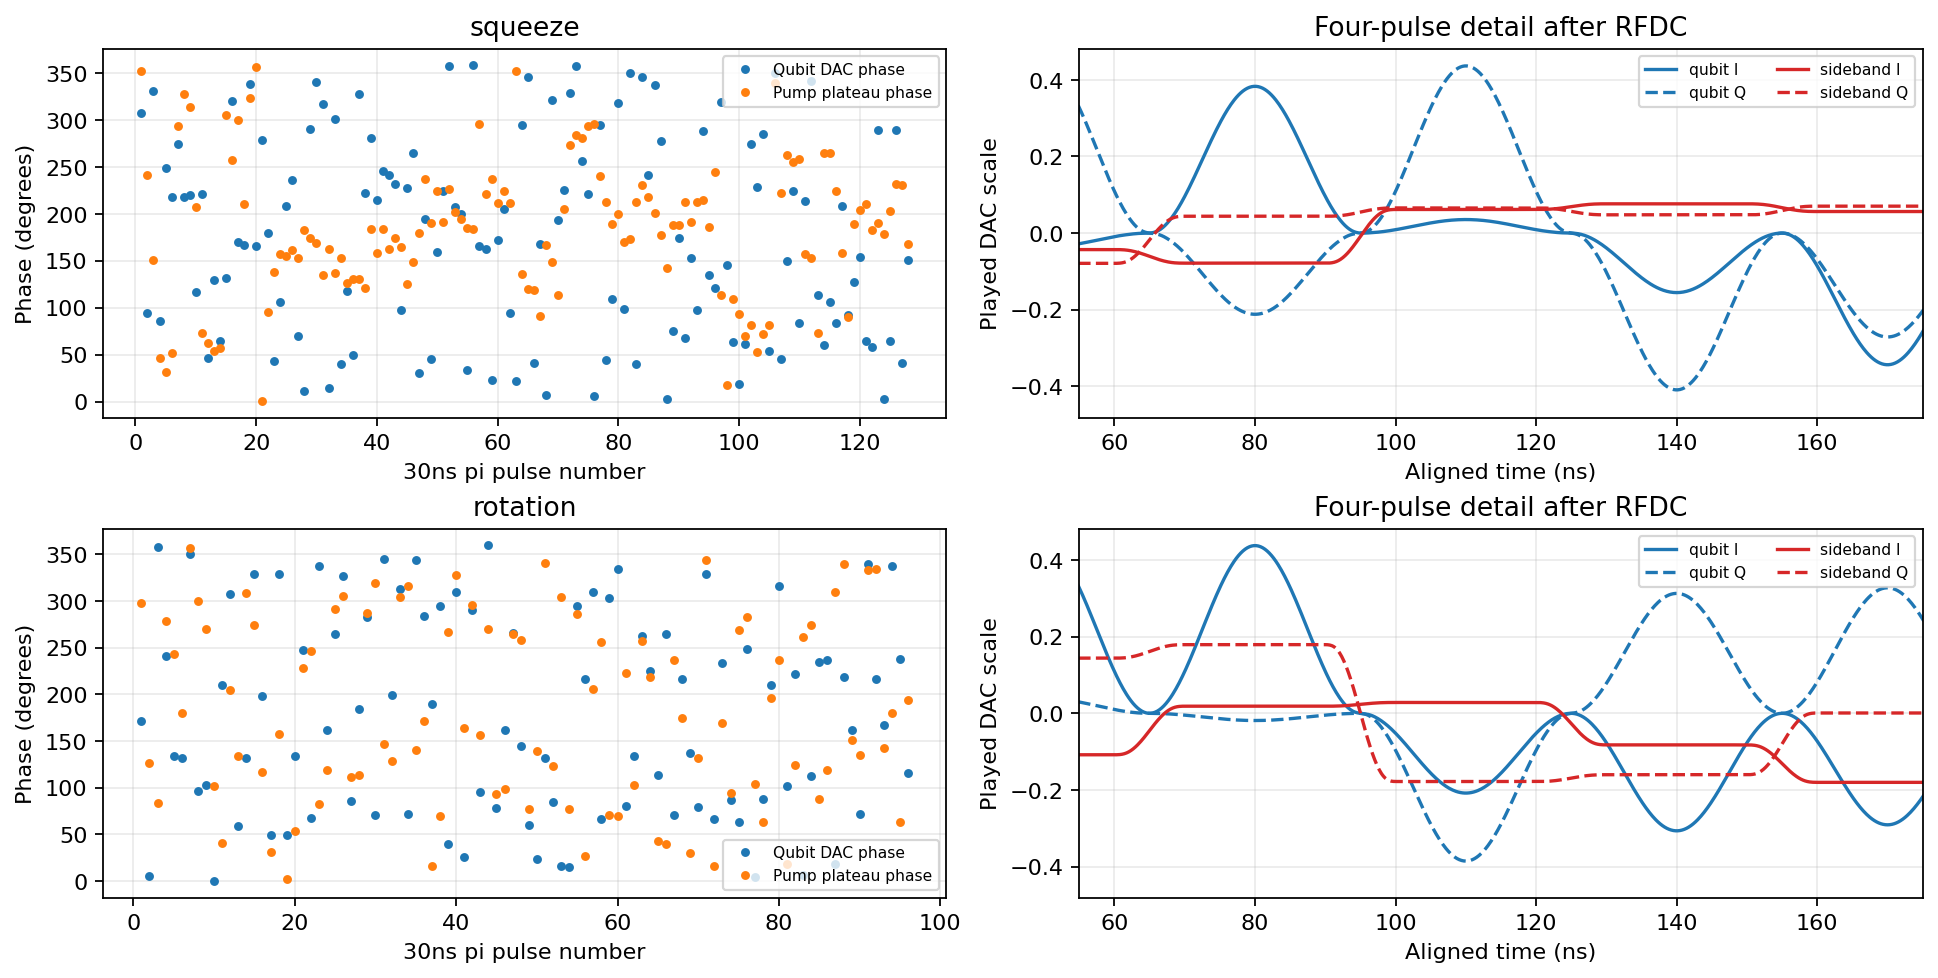 squeeze
Phase (degrees)
350
300
250
200
150
100
50
0
Qubit DAC phase
Pump plateau phase
0 20 40 60 80 100 120
30ns pi pulse number
Four-pulse detail after RFDC
Played DAC scale
0.4
0.2
0.0
−0.2
−0.4
qubit I sideband I
qubit Q sideband Q
60 80 100 120 140 160
Aligned time (ns)
rotation
Phase (degrees)
350
300
250
200
150
100
50
0
Qubit DAC phase
Pump plateau phase
0 20 40 60 80 100
30ns pi pulse number
Four-pulse detail after RFDC
Played DAC scale
0.4
0.2
0.0
−0.2
−0.4
qubit I sideband I
qubit Q sideband Q
60 80 100 120 140 160
Aligned time (ns)